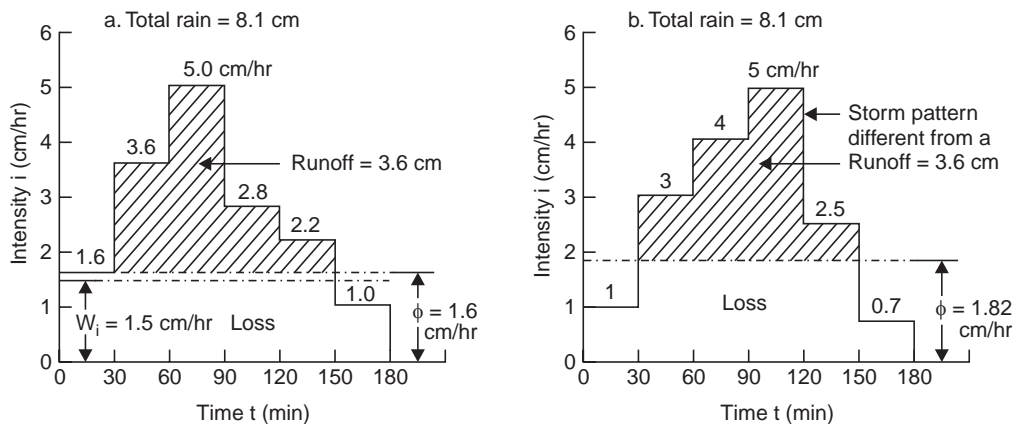 a. Total rain = 8.1 cm
Intensity i (cm/hr)
6
5
4
3
2
1
0
5.0 cm/hr
3.6
Runoff = 3.6 cm
2.8
2.2
1.6
1.0
W_i = 1.5 cm/hr
Loss
ϕ = 1.6
cm/hr
0 30 60 90 120 150 180
Time t (min)
b. Total rain = 8.1 cm
Intensity i (cm/hr)
6
5
4
3
2
1
0
5 cm/hr
4
3
Storm pattern
different from a
Runoff = 3.6 cm
2.5
1
Loss
0.7
ϕ = 1.82
cm/hr
0 30 60 90 120 150 180
Time t (min)